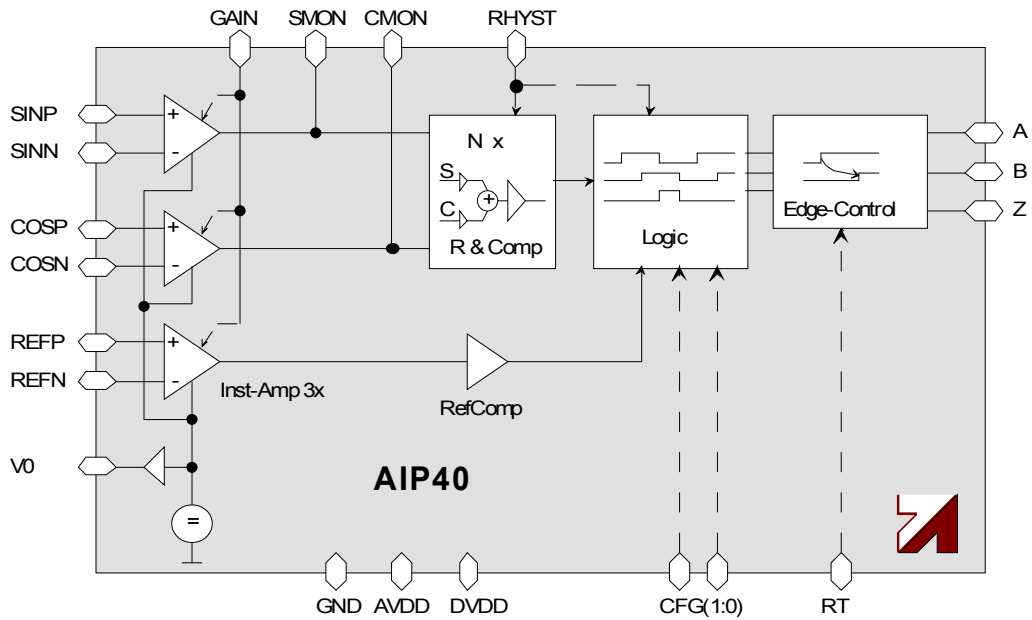 GAIN SMON CMON RHYST
SINP
+
SINN
-
N x
S
+
C
R & Comp
Logic
Edge-Control
A
B
Z
COSP
+
COSN
-
REFP
+
REFN
-
Inst-Amp 3x
RefComp
V0
AIP40
=
GND AVDD DVDD CFG(1:0) RT